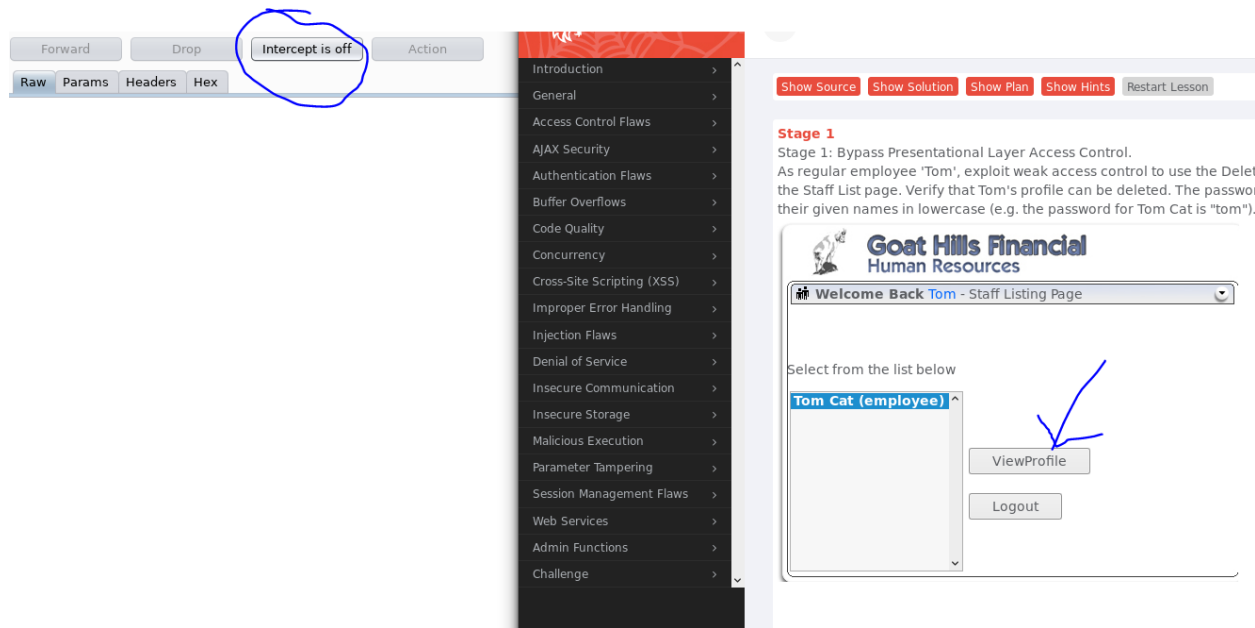 Forward Drop Intercept is off Action
Raw Params Headers Hex
Introduction
General
Access Control Flaws
AJAX Security
Authentication Flaws
Buffer Overflows
Code Quality
Concurrency
Cross-Site Scripting (XSS)
Improper Error Handling
Injection Flaws
Denial of Service
Insecure Communication
Insecure Storage
Malicious Execution
Parameter Tampering
Session Management Flaws
Web Services
Admin Functions
Challenge
Show Source Show Solution Show Plan Show Hints Restart Lesson
Stage 1
Stage 1: Bypass Presentational Layer Access Control.
As regular employee 'Tom', exploit weak access control to use the Delet
the Staff List page. Verify that Tom's profile can be deleted. The passwor
their given names in lowercase (e.g. the password for Tom Cat is "tom").
Goat Hills Financial
Human Resources
Welcome Back Tom - Staff Listing Page
Select from the list below
Tom Cat (employee)
ViewProfile
Logout